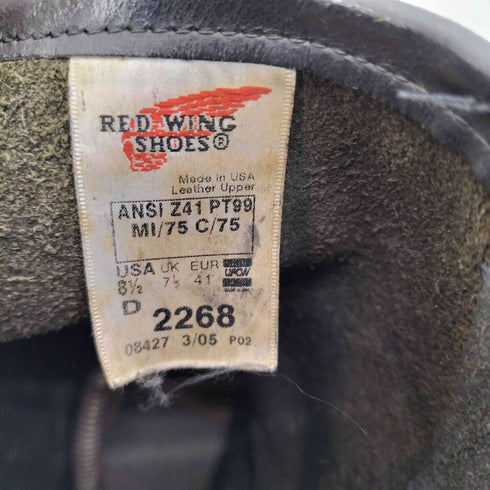 RED WING
SHOES®
Made in USA
Leather Upper
ANSI Z41 PT99
MI/75 C/75
USA UK EUR
8½ 7½ 41
UFCW
D 2268
08427 3/05 P02